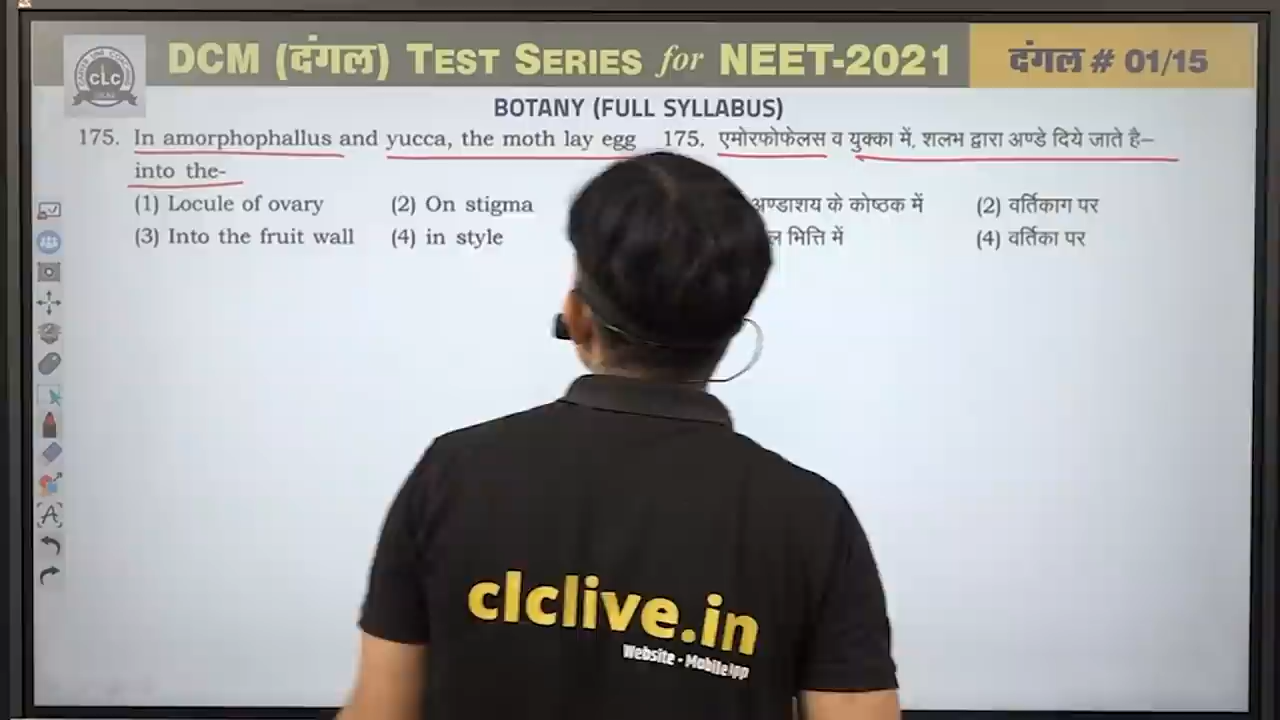 DCM (दंगल) TEST SERIES for NEET-2021
दंगल # 01/15
CLC
BOTANY (FULL SYLLABUS)
175. In amorphophallus and yucca, the moth lay egg
into the-
(1) Locule of ovary (2) On stigma
(3) Into the fruit wall (4) in style
175. एमोरफोफेलस व युक्का में, शलभ द्वारा अण्डे दिये जाते है–
अण्डाशय के कोष्ठक में (2) वर्तिकाग पर
भित्ति में (4) वर्तिका पर
clclive.in
Website - Mobile App